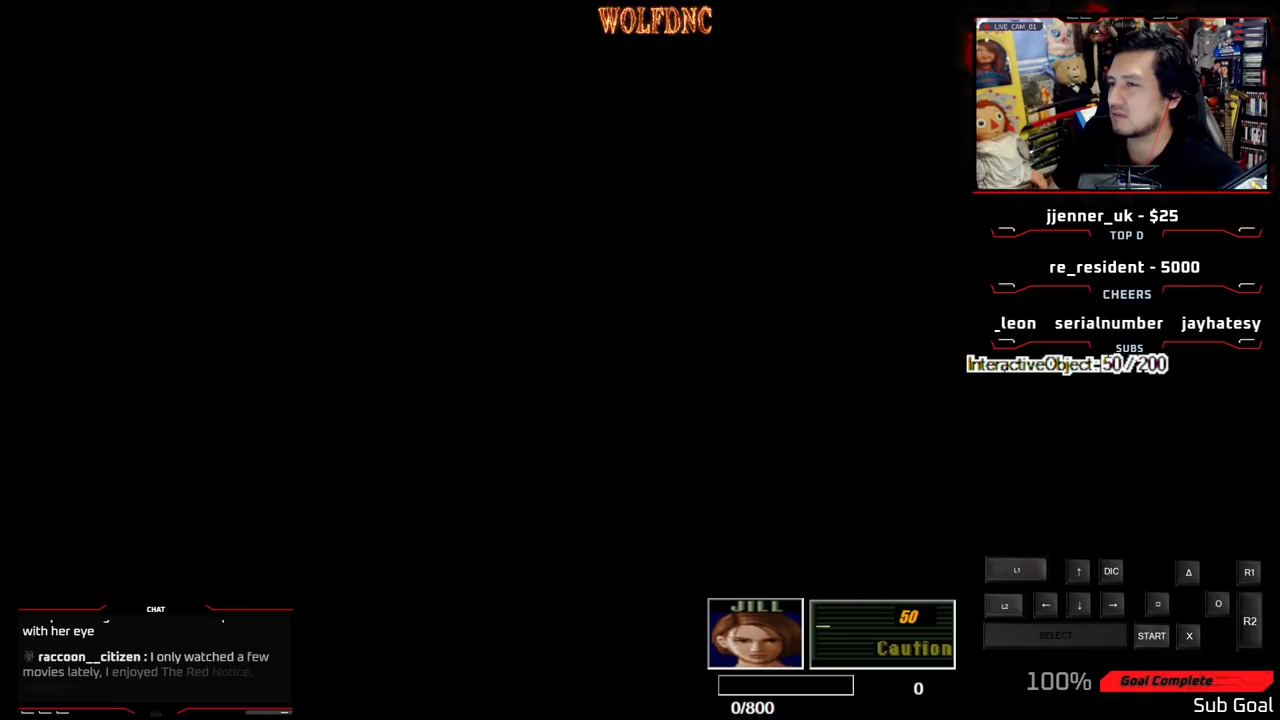 WOLFDNC
LIVE CAM_01
jjenner_uk - $25
TOP D
re_resident - 5000
CHEERS
_leon serialnumber jayhatesy
SUBS
InteractiveObject: 50 / 200
L1 ↑ DIC Δ R1
L2 ← ↓ → □ O R2
SELECT START X
CHAT
with her eye
raccoon__citizen : I only watched a few
movies lately, I enjoyed The Red Notice,
JILL
50
Caution
0
0/800
100% Goal Complete
Sub Goal